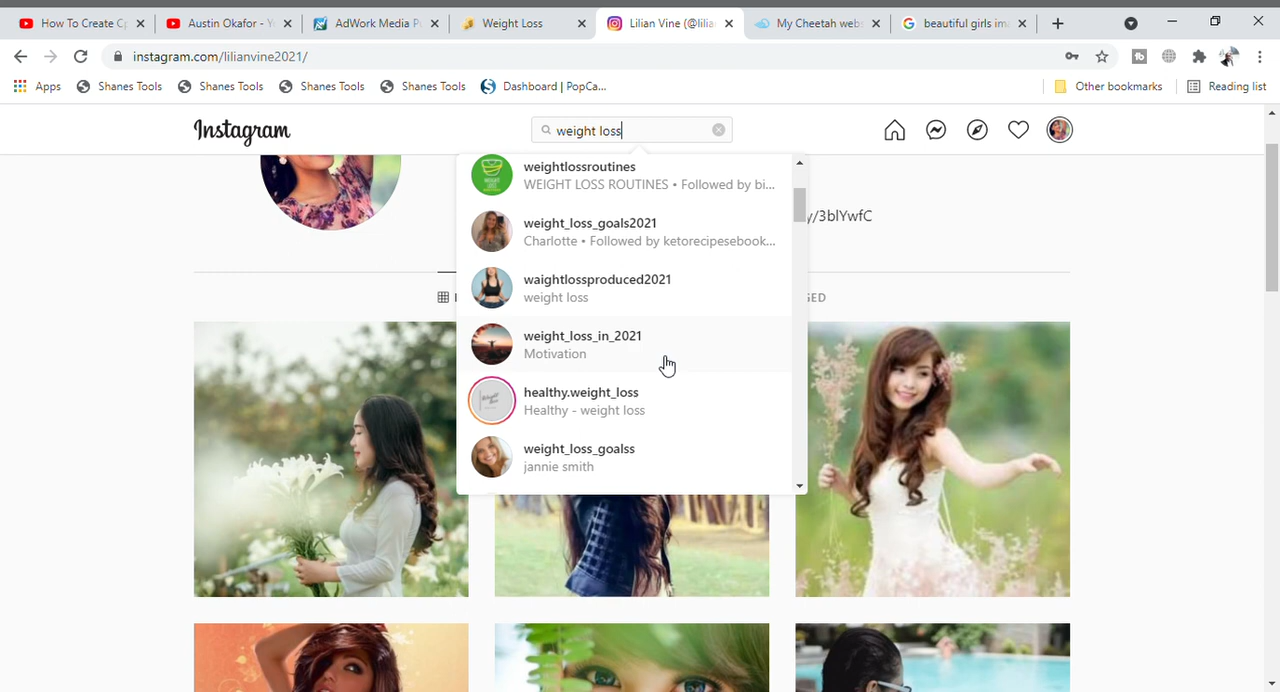 How To Create Cp
Austin Okafor - Y
AdWork Media P
Weight Loss
Lilian Vine (@lilia
My Cheetah web
beautiful girls im
instagram.com/lilianvine2021/
Apps
Shanes Tools
Shanes Tools
Shanes Tools
Shanes Tools
Dashboard | PopCa...
Other bookmarks
Reading list
Instagram
weight loss
weightlossroutines
WEIGHT LOSS ROUTINES • Followed by bi...
weight_loss_goals2021
Charlotte • Followed by ketorecipesebook...
y/3blYwfC
waightlossproduced2021
weight loss
GED
weight_loss_in_2021
Motivation
healthy.weight_loss
Healthy - weight loss
weight_loss_goalss
jannie smith